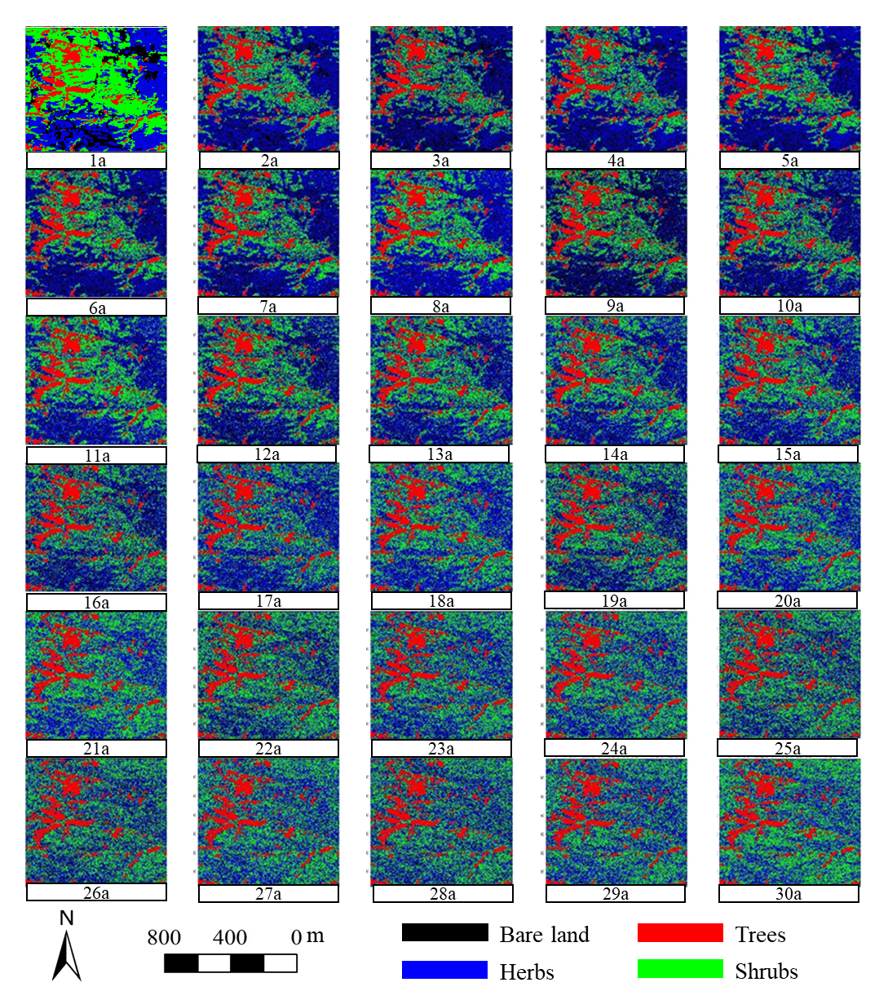 1a 2a 3a 4a 5a
6a 7a 8a 9a 10a
11a 12a 13a 14a 15a
16a 17a 18a 19a 20a
21a 22a 23a 24a 25a
26a 27a 28a 29a 30a
N
800 400 0 m
Bare land Trees
Herbs Shrubs